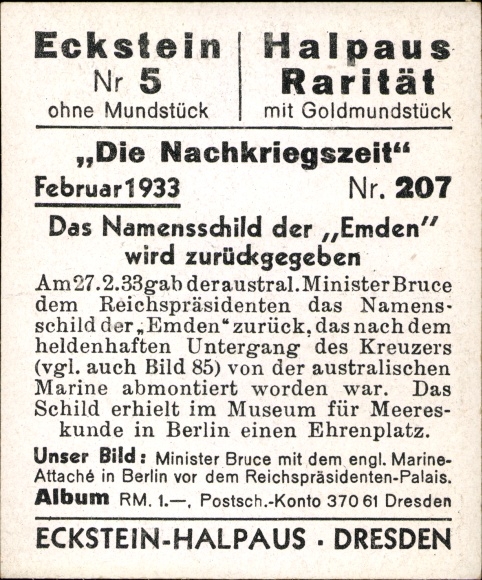 Eckstein Halpaus
Nr 5 Rarität
ohne Mundstück mit Goldmundstück
„Die Nachkriegszeit“
Februar 1933 Nr. 207
Das Namensschild der „Emden“
wird zurückgegeben
Am 27.2.33 gab der austral. Minister Bruce
dem Reichspräsidenten das Namens-
schild der „Emden“ zurück, das nach dem
heldenhaften Untergang des Kreuzers
(vgl. auch Bild 85) von der australischen
Marine abmontiert worden war. Das
Schild erhielt im Museum für Meeres-
kunde in Berlin einen Ehrenplatz.
Unser Bild: Minister Bruce mit dem engl. Marine-
Attaché in Berlin vor dem Reichspräsidenten-Palais.
Album RM. 1.—, Postsch.-Konto 370 61 Dresden
ECKSTEIN-HALPAUS · DRESDEN